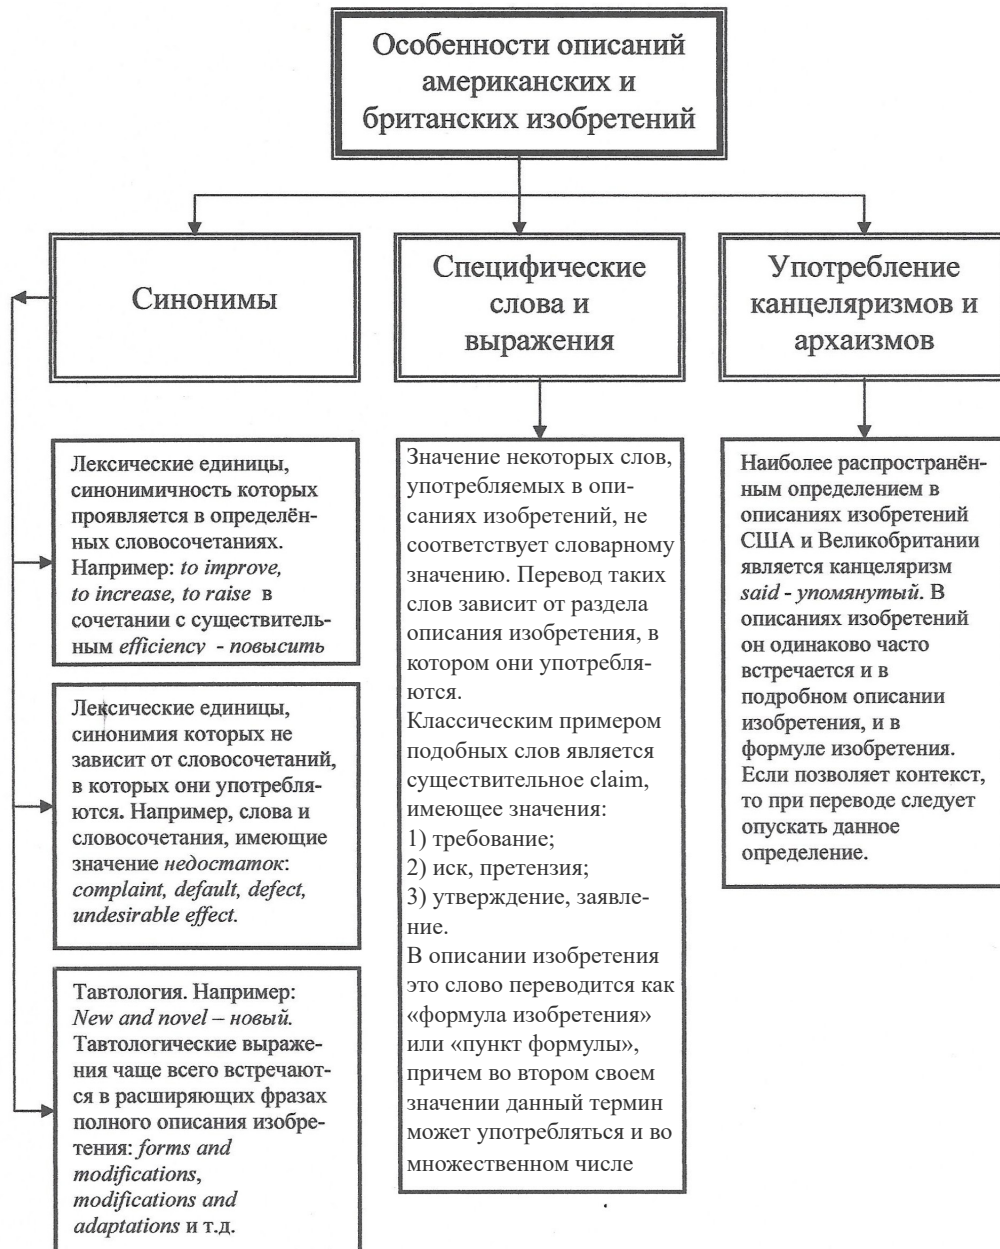 Особенности описаний
американских и
британских изобретений
Синонимы
Специфические
слова и
выражения
Употребление
канцеляризмов и
архаизмов
Лексические единицы,
синонимичность которых
проявляется в определён-
ных словосочетаниях.
Например: to improve,
to increase, to raise в
сочетании с существитель-
ным efficiency - повысить
Лексические единицы,
синонимия которых не
зависит от словосочетаний,
в которых они употребля-
ются. Например, слова и
словосочетания, имеющие
значение недостаток:
complaint, default, defect,
undesirable effect.
Тавтология. Например:
New and novel – новый.
Тавтологические выраже-
ния чаще всего встречают-
ся в расширяющих фразах
полного описания изобре-
тения: forms and
modifications,
modifications and
adaptations и т.д.
Значение некоторых слов,
употребляемых в опи-
саниях изобретений, не
соответствует словарному
значению. Перевод таких
слов зависит от раздела
описания изобретения, в
котором они употребля-
ются.
Классическим примером
подобных слов является
существительное claim,
имеющее значения:
1) требование;
2) иск, претензия;
3) утверждение, заявле-
ние.
В описании изобретения
это слово переводится как
«формула изобретения»
или «пункт формулы»,
причем во втором своем
значении данный термин
может употребляться и во
множественном числе
Наиболее распространён-
ным определением в
описаниях изобретений
США и Великобритании
является канцеляризм
said - упомянутый. В
описаниях изобретений
он одинаково часто
встречается и в
подробном описании
изобретения, и в
формуле изобретения.
Если позволяет контекст,
то при переводе следует
опускать данное
определение.